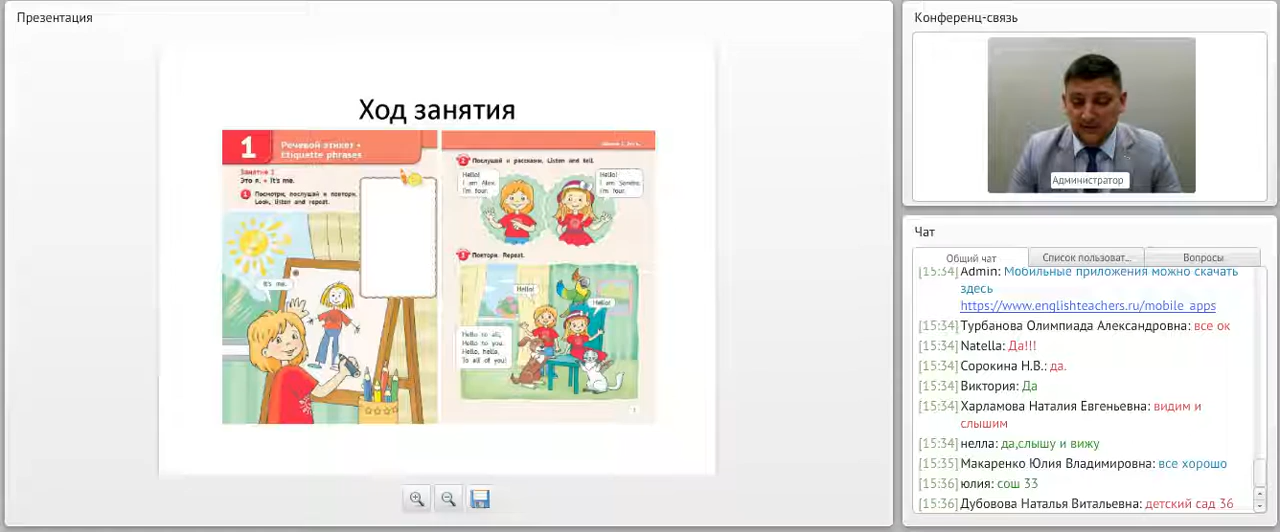 Презентация
Ход занятия
1
Речевой этикет •
Etiquette phrases
Занятие 1
Это я. • It's me.
1 Посмотри, послушай и повтори.
Look, listen and repeat.
It's me.
2 Послушай и расскажи. Listen and tell.
Hello!
I am Alex.
I'm four.
Hello!
I am Sandra.
I'm four.
3 Повтори. Repeat.
Hello!
Hello!
Hello to all,
Hello to you.
Hello, hello,
To all of you!
Конференц-связь
Администратор
Чат
Общий чат
Список пользоват...
Вопросы
[15:34] Admin: Мобильные приложения можно скачать
здесь
https://www.englishteachers.ru/mobile_apps
[15:34] Турбанова Олимпиада Александровна: все ок
[15:34] Natella: Да!!!
[15:34] Сорокина Н.В.: да.
[15:34] Виктория: Да
[15:34] Харламова Наталия Евгеньевна: видим и
слышим
[15:34] нелла: да,слышу и вижу
[15:35] Макаренко Юлия Владимировна: все хорошо
[15:36] юлия: сош 33
[15:36] Дубовова Наталья Витальевна: детский сад 36